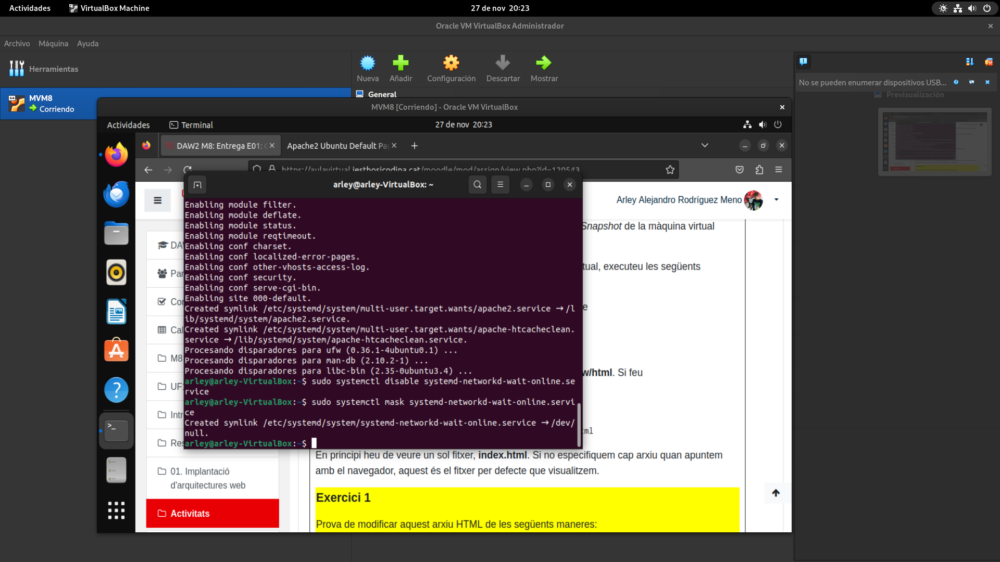 Actividades
VirtualBox Machine
27 de nov 20:23
Oracle VM VirtualBox Administrador
Archivo Máquina Ayuda
Herramientas
Nueva Añadir Configuración Descartar Mostrar
No se pueden enumerar dispositivos USB...
MVM8
Corriendo
General
Previsualización
MVM8 [Corriendo] - Oracle VM VirtualBox
Actividades
Terminal
27 de nov 20:23
DAW2 M8: Entrega E01:
Apache2 Ubuntu Default Pa
https://aulavirtual.iesthosicodina.cat/moodle/mod/assign/view.php?id=120543
arley@arley-VirtualBox: ~
Arley Alejandro Rodríguez Meno
Enabling module filter.
Enabling module deflate.
Enabling module status.
Enabling module reqtimeout.
Enabling conf charset.
Enabling conf localized-error-pages.
Enabling conf other-vhosts-access-log.
Enabling conf security.
Enabling conf serve-cgi-bin.
Enabling site 000-default.
Created symlink /etc/systemd/system/multi-user.target.wants/apache2.service → /l
ib/systemd/system/apache2.service.
Created symlink /etc/systemd/system/multi-user.target.wants/apache-htcacheclean.
service → /lib/systemd/system/apache-htcacheclean.service.
Procesando disparadores para ufw (0.36.1-4ubuntu0.1) ...
Procesando disparadores para man-db (2.10.2-1) ...
Procesando disparadores para libc-bin (2.35-0ubuntu3.4) ...
arley@arley-VirtualBox:~$ sudo systemctl disable systemd-networkd-wait-online.se
rvice
arley@arley-VirtualBox:~$ sudo systemctl mask systemd-networkd-wait-online.servi
ce
Created symlink /etc/systemd/system/systemd-networkd-wait-online.service → /dev/
null.
arley@arley-VirtualBox:~$
Snapshot de la màquina virtual
tual, executeu les següents
e
w/html. Si feu
ml
DA
Par
Co
Cal
M8
UF
Intr
Res
01. Implantació
d'arquitectures web
Activitats
En principi heu de veure un sol fitxer, index.html. Si no especifiquem cap arxiu quan apuntem
amb el navegador, aquest és el fitxer per defecte que visualitzem.
Exercici 1
Prova de modificar aquest arxiu HTML de les següents maneres: